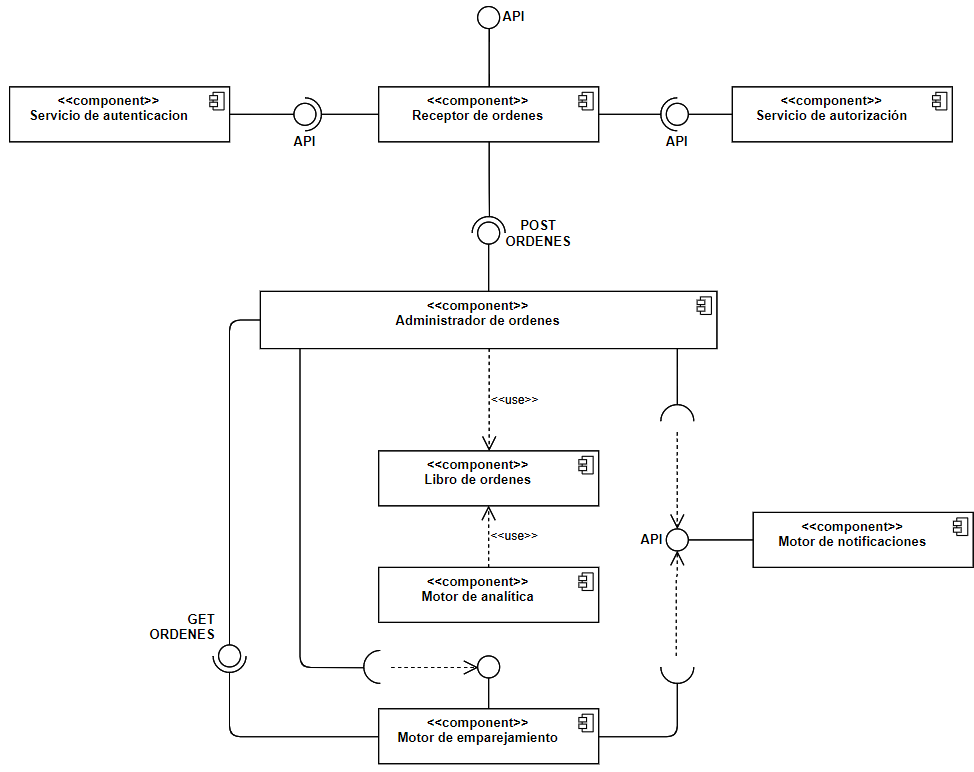 API
<<component>>
Servicio de autenticacion
<<component>>
Receptor de ordenes
<<component>>
Servicio de autorización
API
API
POST
ORDENES
<<component>>
Administrador de ordenes
<<use>>
<<component>>
Libro de ordenes
<<use>>
API
<<component>>
Motor de notificaciones
<<component>>
Motor de analítica
GET
ORDENES
<<component>>
Motor de emparejamiento